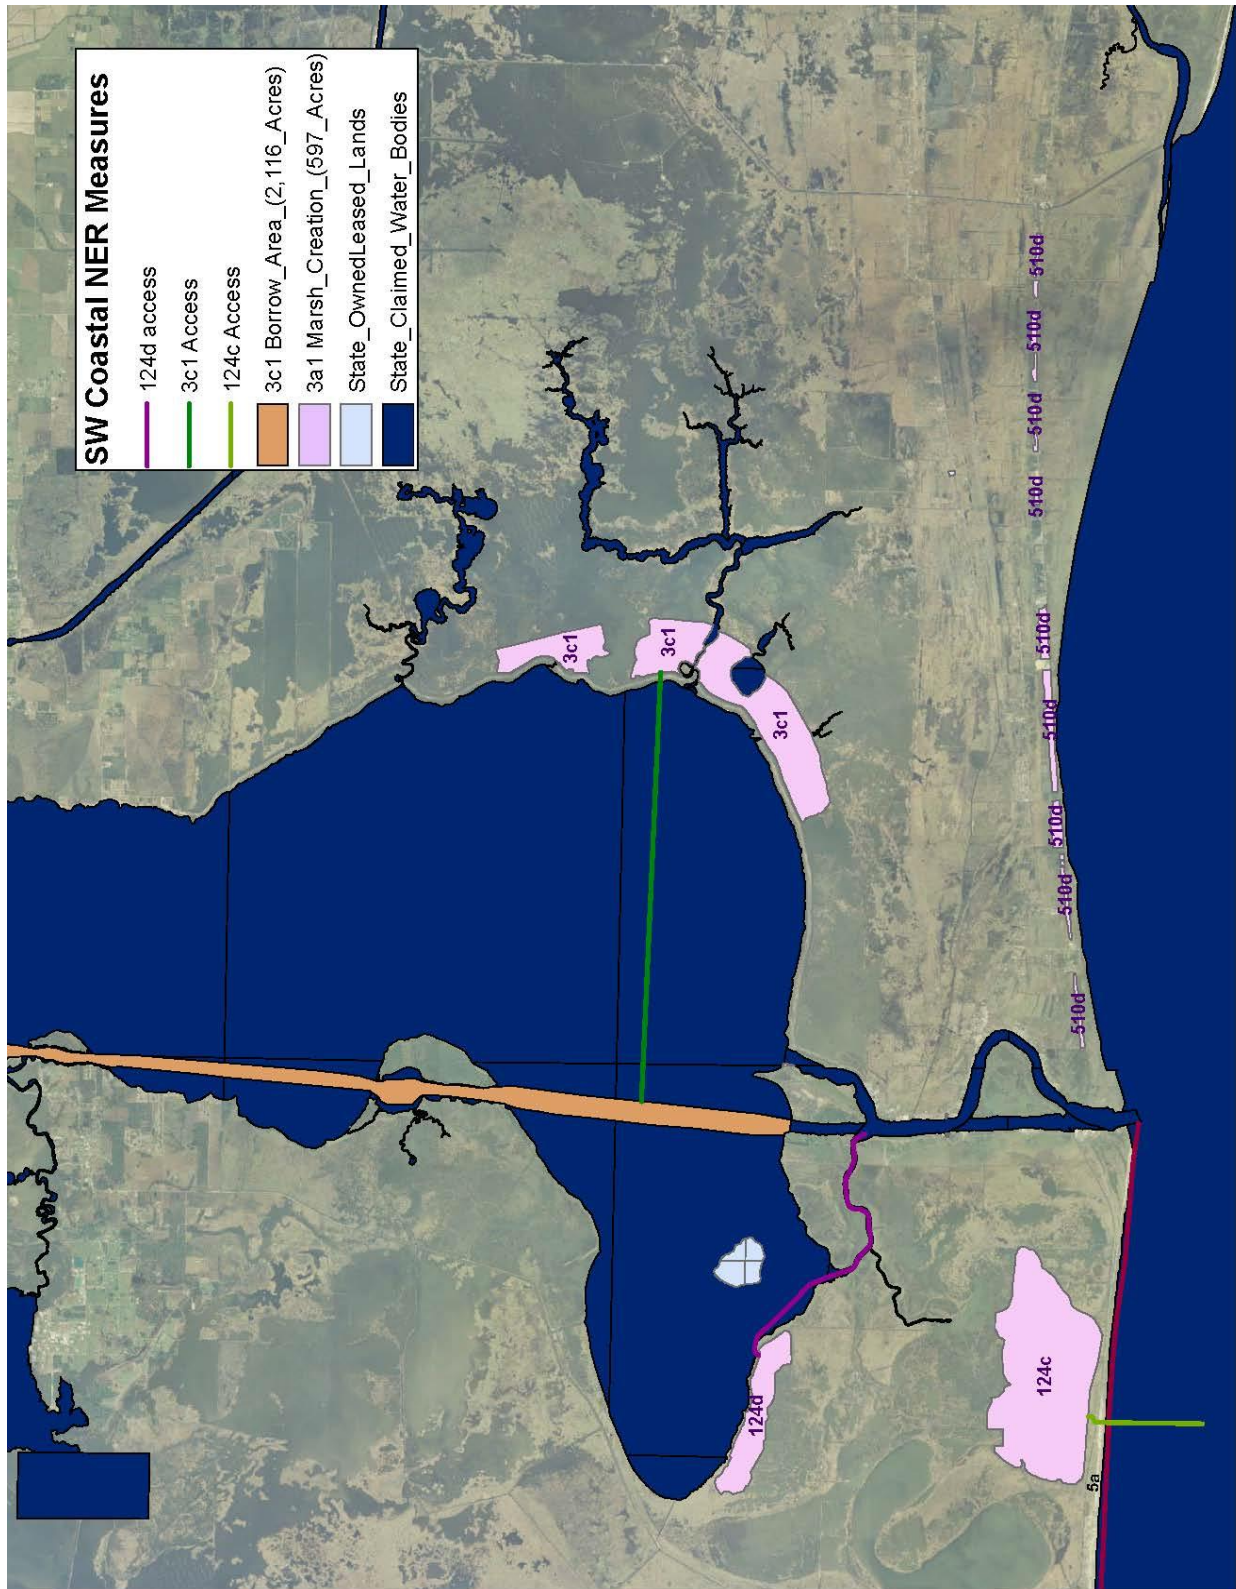 SW Coastal NER Measures
124d access
3c1 Access
124c Access
3c1 Borrow_Area_(2,116_Acres)
3a1 Marsh_Creation_(597_Acres)
State_OwnedLeased_Lands
State_Claimed_Water_Bodies
3c1
3c1
3c1
124d
124c
5a
510d
510d
510d
510d
510d
510d
510d
510d
510d